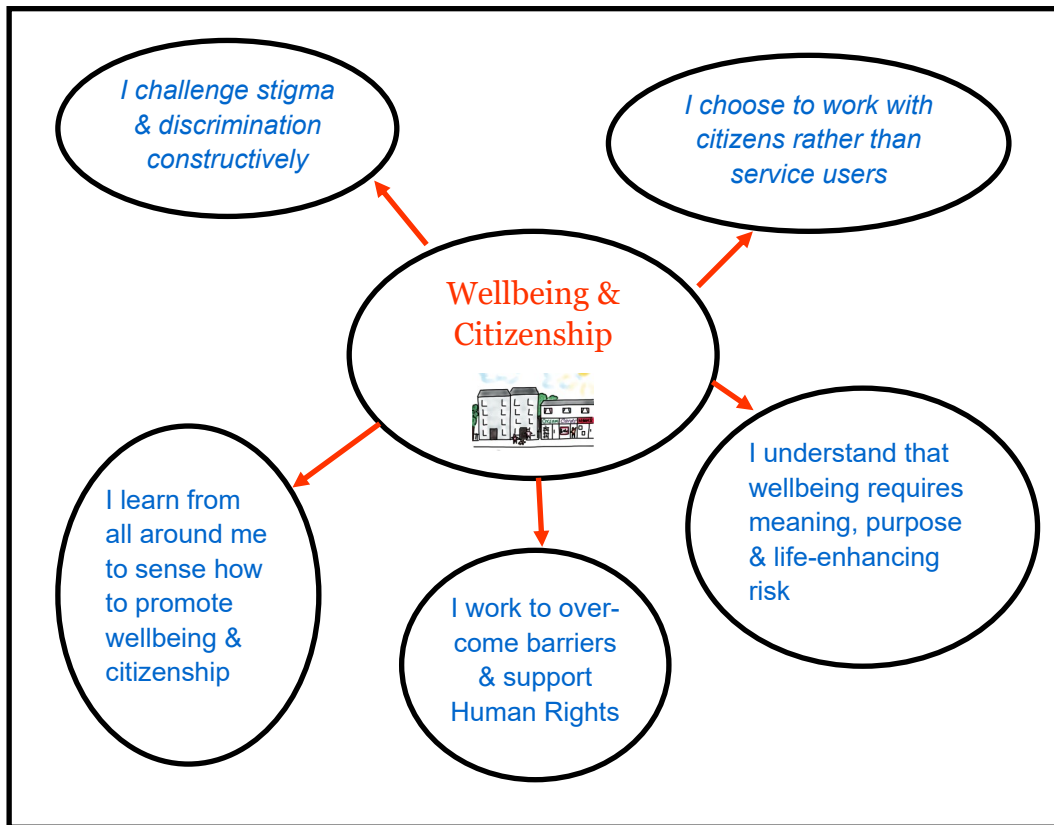 I challenge stigma
& discrimination
constructively
I choose to work with
citizens rather than
service users
Wellbeing &
Citizenship
I understand that
wellbeing requires
meaning, purpose
& life-enhancing
risk
I learn from
all around me
to sense how
to promote
wellbeing &
citizenship
I work to over-
come barriers
& support
Human Rights